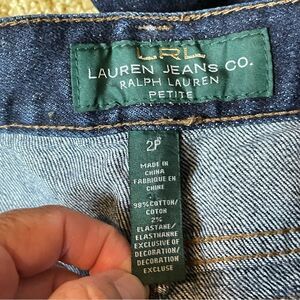 LRL
LAUREN JEANS CO.
RALPH LAUREN
PETITE
2P
MADE IN
CHINA
FABRIQUE EN
CHINE
98% COTTON/
COTON
2%
ELASTANE/
ELASTHANNE
EXCLUSIVE OF
DECORATION/
DECORATION
EXCLUSE